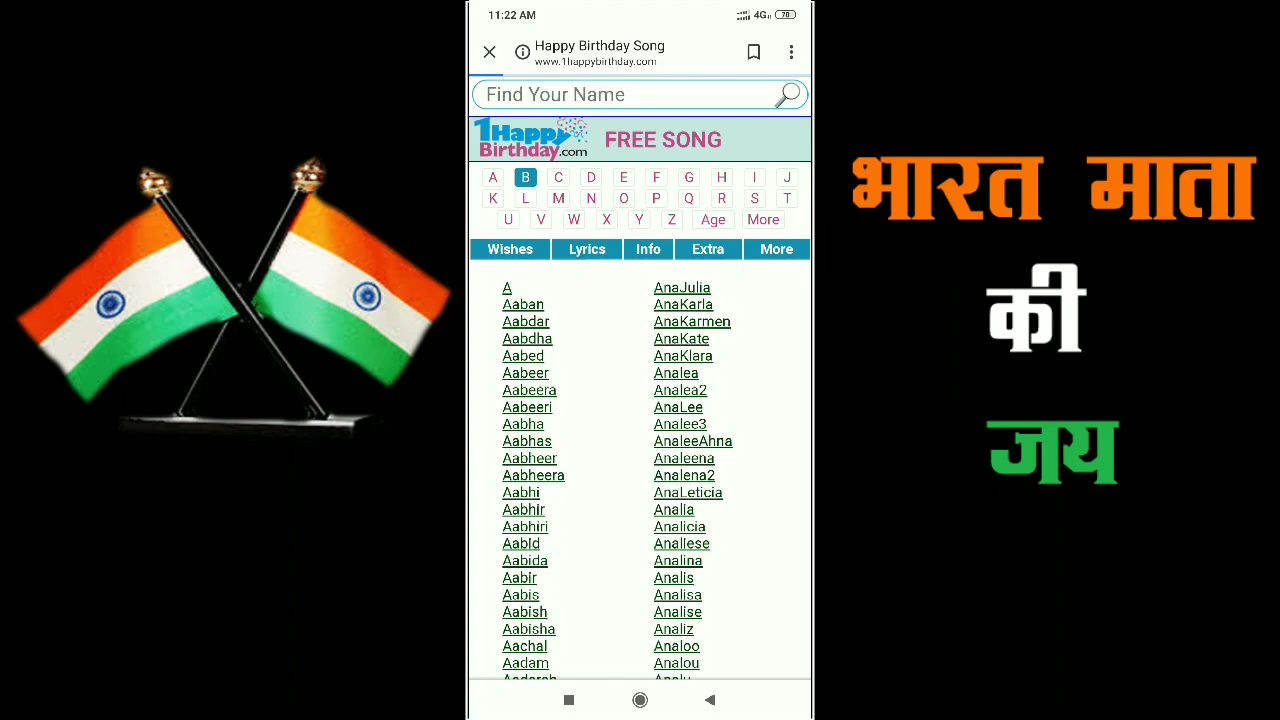 11:22 AM 4G 70
Happy Birthday Song
www.1happybirthday.com
Find Your Name
1Happy Birthday.com FREE SONG
A B C D E F G H I J
K L M N O P Q R S T
U V W X Y Z Age More
Wishes Lyrics Info Extra More
A AnaJulia
Aaban AnaKarla
Aabdar AnaKarmen
Aabdha AnaKate
Aabed AnaKlara
Aabeer Analea
Aabeera Analea2
Aabeeri AnaLee
Aabha Analee3
Aabhas AnaleeAhna
Aabheer Analeena
Aabheera Analena2
Aabhi AnaLeticia
Aabhir Analia
Aabhiri Analicia
Aabid Analiese
Aabida Analina
Aabir Analis
Aabis Analisa
Aabish Analise
Aabisha Analiz
Aachal Analoo
Aadam Analou
भारत माता
की
जय